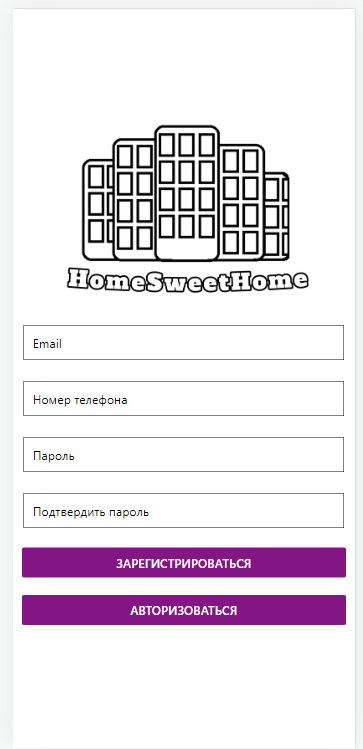 HomeSweetHome
Email
Номер телефона
Пароль
Подтвердить пароль
ЗАРЕГИСТРИРОВАТЬСЯ
АВТОРИЗОВАТЬСЯ